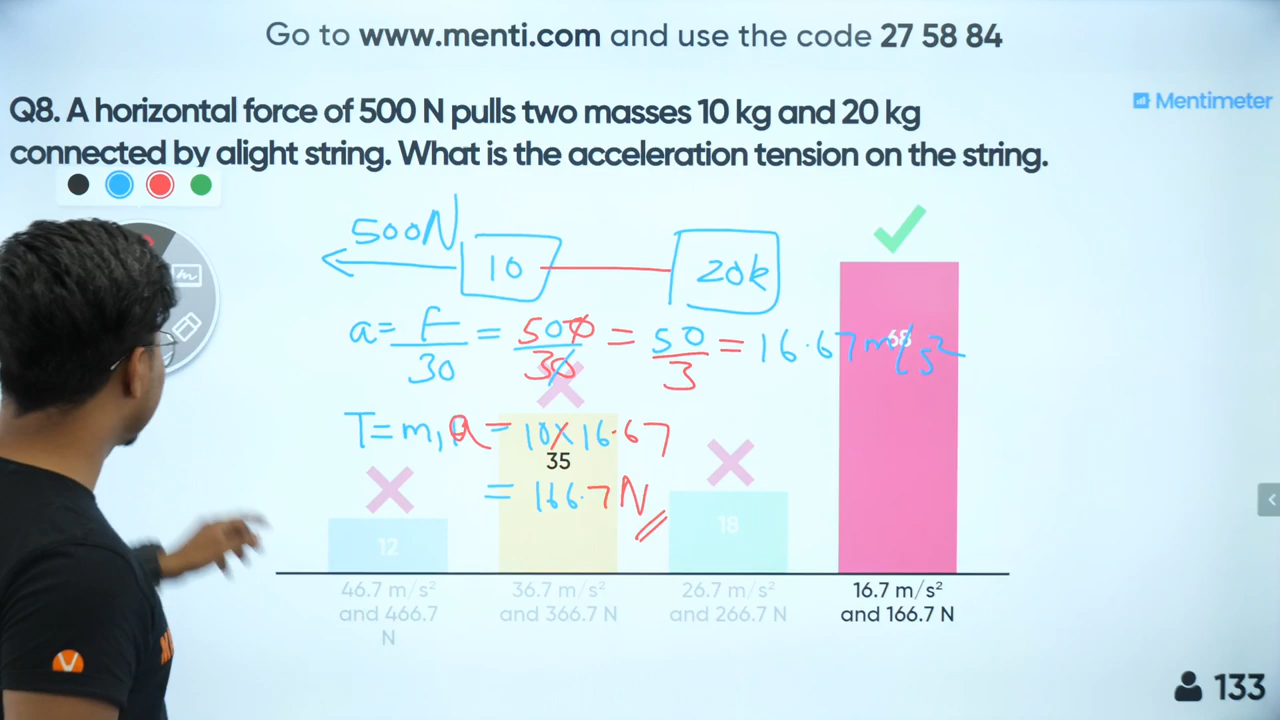 Go to www.menti.com and use the code 27 58 84
Mentimeter
Q8. A horizontal force of 500 N pulls two masses 10 kg and 20 kg
connected by alight string. What is the acceleration tension on the string.
500N
10
20k
a = F/30 = 500/30 = 50/3 = 16.67 m/s²
68
T = m₁a = 10 x 16.67
35
= 166.7 N
18
12
46.7 m/s²
and 466.7
N
36.7 m/s²
and 366.7 N
26.7 m/s²
and 266.7 N
16.7 m/s²
and 166.7 N
133
V